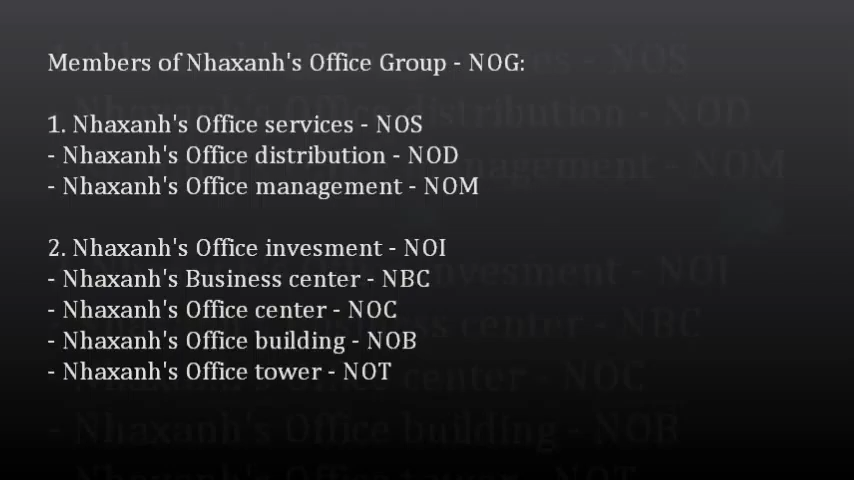 Members of Nhaxanh's Office Group - NOG:
1. Nhaxanh's Office services - NOS
- Nhaxanh's Office distribution - NOD
- Nhaxanh's Office management - NOM
2. Nhaxanh's Office invesment - NOI
- Nhaxanh's Business center - NBC
- Nhaxanh's Office center - NOC
- Nhaxanh's Office building - NOB
- Nhaxanh's Office tower - NOT